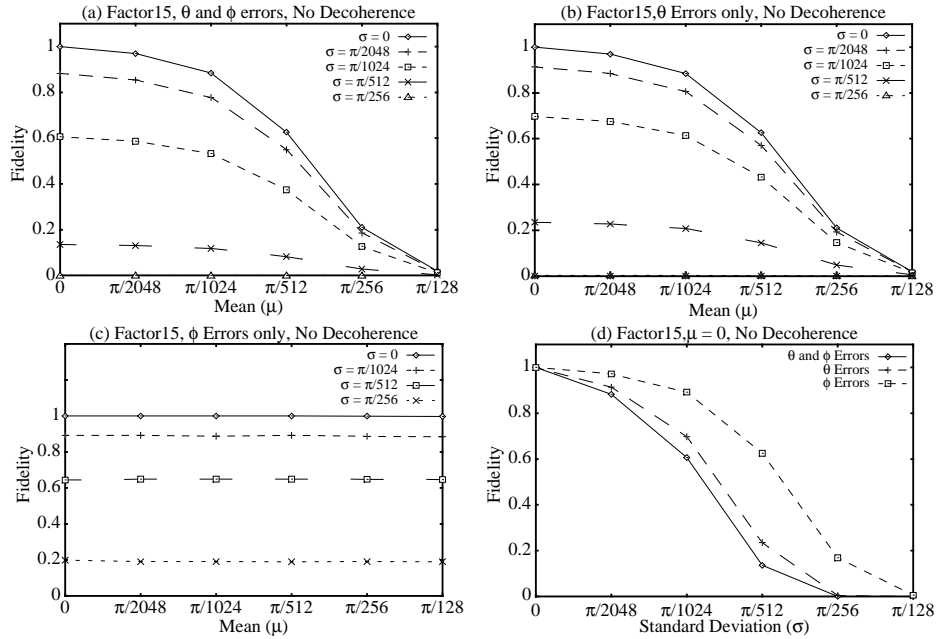 (a) Factor15, θ and ϕ errors, No Decoherence
σ = 0
σ = π/2048
σ = π/1024
σ = π/512
σ = π/256
1
0.8
0.6
0.4
0.2
0
Fidelity
0 π/2048 π/1024 π/512 π/256 π/128
Mean (μ)
(b) Factor15,θ Errors only, No Decoherence
σ = 0
σ = π/2048
σ = π/1024
σ = π/512
σ = π/256
1
0.8
0.6
0.4
0.2
0
Fidelity
0 π/2048 π/1024 π/512 π/256 π/128
Mean (μ)
(c) Factor15, ϕ Errors only, No Decoherence
σ = 0
σ = π/1024
σ = π/512
σ = π/256
1
0.8
0.6
0.4
0.2
0
Fidelity
0 π/2048 π/1024 π/512 π/256 π/128
Mean (μ)
(d) Factor15,μ = 0, No Decoherence
θ and ϕ Errors
θ Errors
ϕ Errors
1
0.8
0.6
0.4
0.2
0
Fidelity
0 π/2048 π/1024 π/512 π/256 π/128
Standard Deviation (σ)